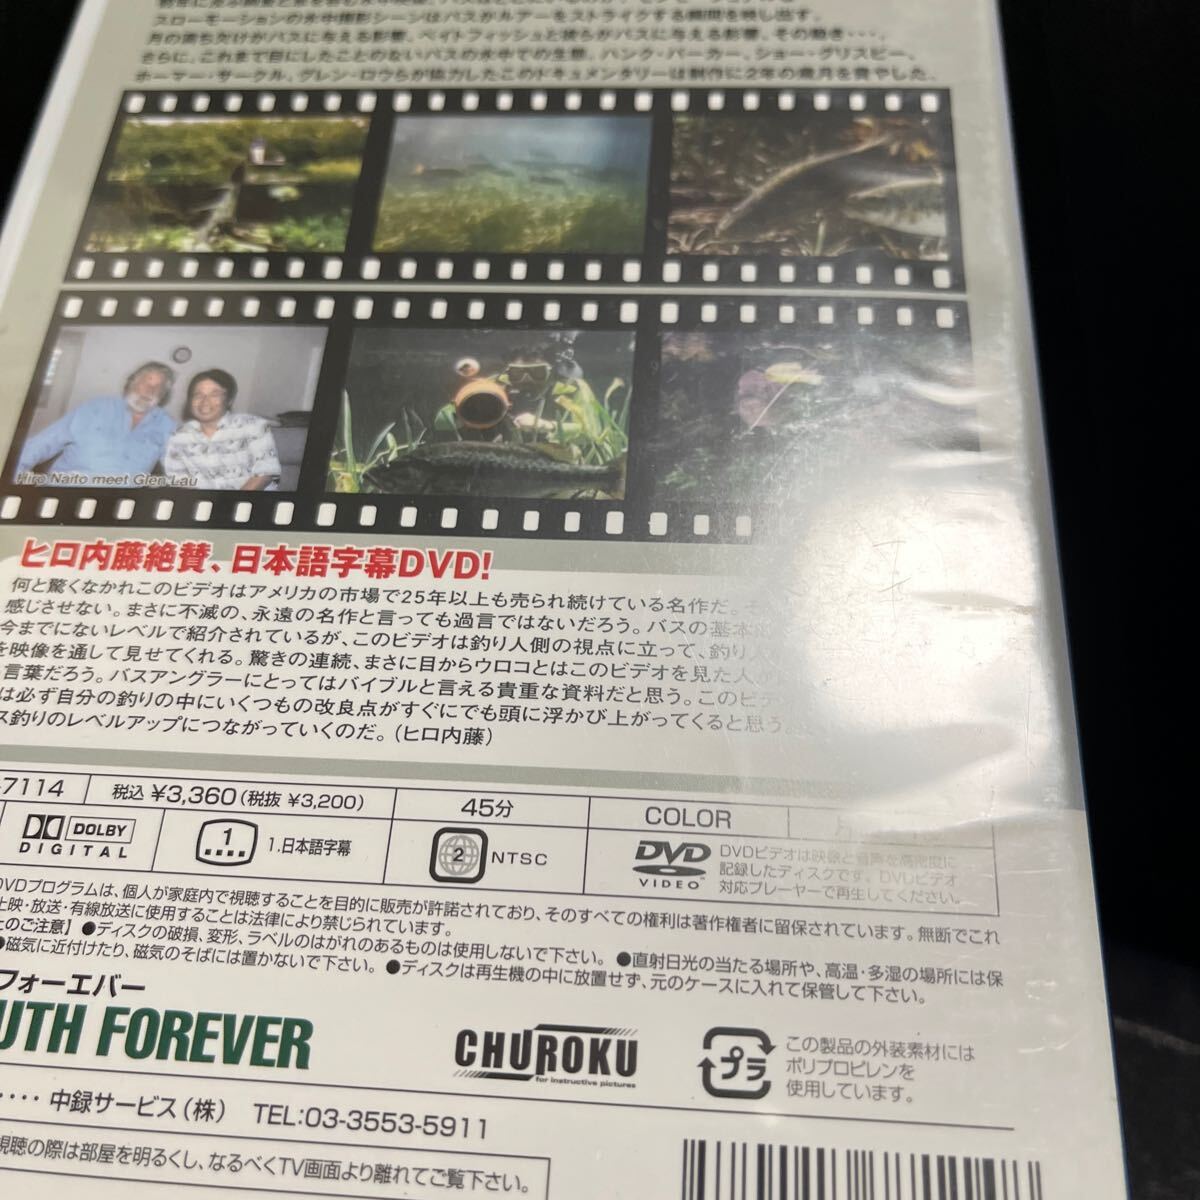 スローモーションの水中撮影シーンはバスがルアーをストライクする瞬間を映し出す。
月の満ち欠けがバスに与える影響、ベイトフィッシュと彼らがバスに与える影響、その動き・・・、
さらに、これまで目にしたことのないバスの水中での生態。ハンク・パーカー、ショー・グリスビー、
ホーマー・サークル、グレン・ロウらが協力したこのドキュメンタリーは制作に2年の歳月を費やした。
Hiro Naito meet Glen Lau
ヒロ内藤絶賛、日本語字幕DVD!
何と驚くなかれこのビデオはアメリカの市場で25年以上も売られ続けている名作だ。そ
感じさせない。まさに不滅の、永遠の名作と言っても過言ではないだろう。バスの基本的
今までにないレベルで紹介されているが、このビデオは釣り人側の視点に立って、釣り人
を映像を通して見せてくれる。驚きの連続、まさに目からウロコとはこのビデオを見た人が
言葉だろう。バスアングラーにとってはバイブルと言える貴重な資料だと思う。このビデ
は必ず自分の釣りの中にいくつもの改良点がすぐにでも頭に浮かび上がってくると思う。
ス釣りのレベルアップにつながっていくのだ。(ヒロ内藤)
-7114 税込 ¥3,360(税抜 ¥3,200) 45分 COLOR
DOLBY DIGITAL 1 1.日本語字幕 2 NTSC DVD VIDEO
DVDビデオは映像と音声を高密度に
記録したディスクです。DVDビデオ
対応プレーヤーで再生してください。
DVDプログラムは、個人が家庭内で視聴することを目的に販売が許諾されており、そのすべての権利は著作権者に留保されています。無断でこれ
上映・放送・有線放送に使用することは法律により禁じられています。
上のご注意】●ディスクの破損、変形、ラベルのはがれのあるものは使用しないで下さい。●直射日光の当たる場所や、高温・多湿の場所には保
●磁気に近付けたり、磁気のそばには置かないで下さい。●ディスクは再生機の中に放置せず、元のケースに入れて保管して下さい。
フォーエバー
UTH FOREVER
CHUROKU
for instructive pictures
プラ
この製品の外装素材には
ポリプロピレンを
使用しています。
・・・・ 中録サービス(株) TEL:03-3553-5911
視聴の際は部屋を明るくし、なるべくTV画面より離れてご覧下さい。